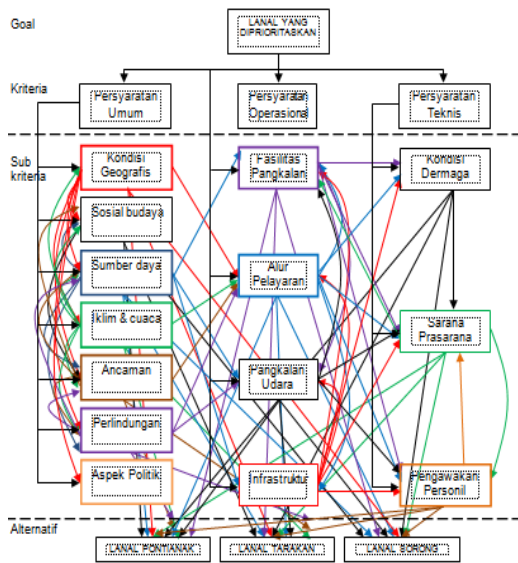 Goal
LANAL YANG
DIPRIORITASKAN
Kriteria
Persyaratan
Umum
Persyaratan
Operasional
Persyaratan
Teknis
Sub
kriteria
Kondisi
Geografis
Fasilitas
Pangkalan
Kondisi
Dermaga
Sosial budaya
Sumber daya
Alur
Pelayaran
Iklim & cuaca
Sarana
Prasarana
Ancaman
Pangkalan
Udara
Perlindungan
Aspek Politik
Infrastruktu
Pengawakan
Personil
Alternatif
LANAL PONTIANAK
LANAL TARAKAN
LANAL SORONG